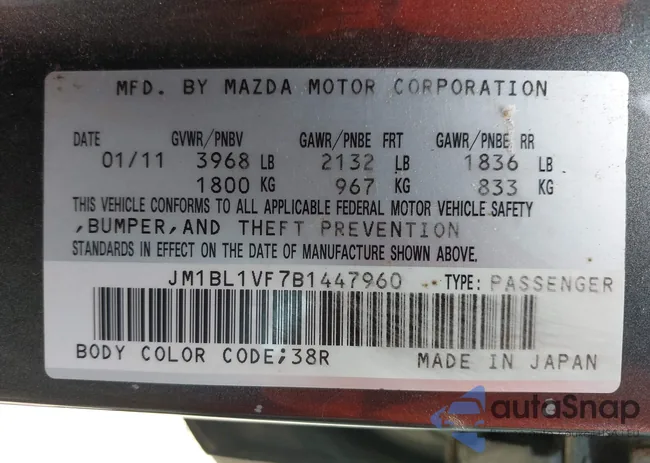 MFD. BY MAZDA MOTOR CORPORATION
DATE GVWR/PNBV GAWR/PNBE FRT GAWR/PNBE RR
01/11 3968 LB 2132 LB 1836 LB
1800 KG 967 KG 833 KG
THIS VEHICLE CONFORMS TO ALL APPLICABLE FEDERAL MOTOR VEHICLE SAFETY
,BUMPER,AND THEFT PREVENTION
STANDARDS IN EFFECT ON THE DATE OF MANUFACTURE SHOWN ABOVE.
JM1BL1VF7B1447960 TYPE: PASSENGER
BODY COLOR CODE;38R MADE IN JAPAN
autoSnap